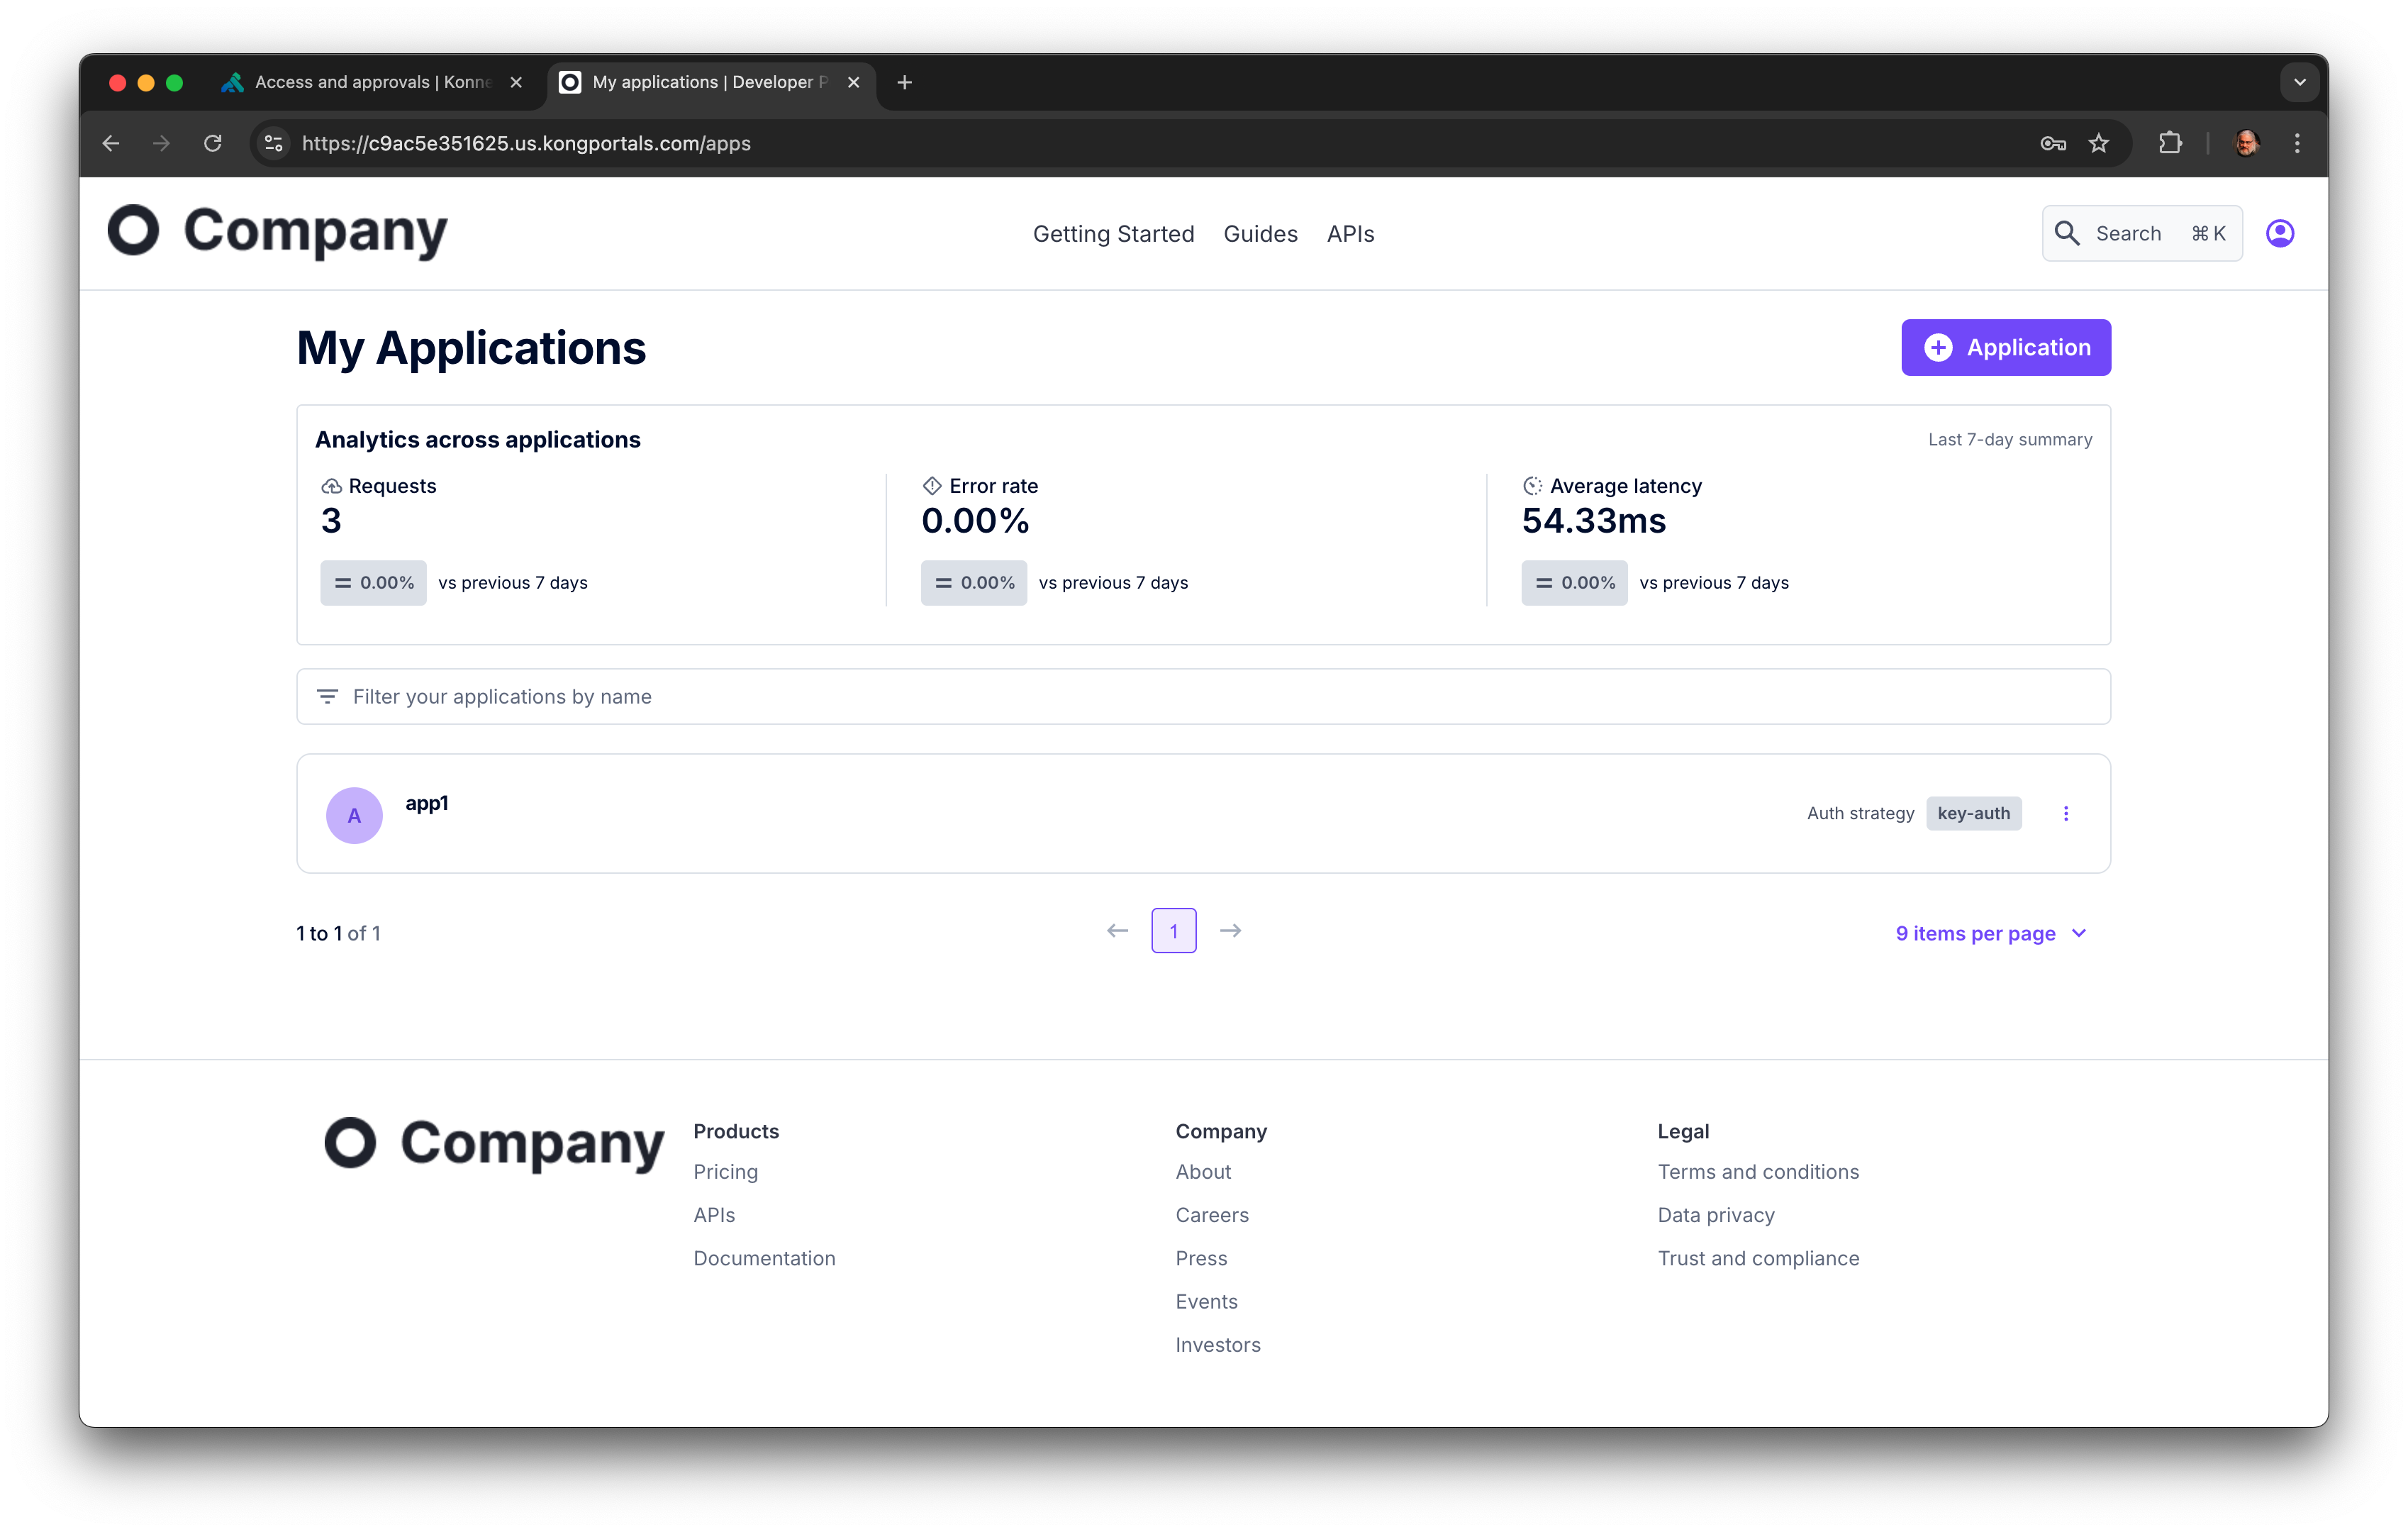 Access and approvals | Konne
My applications | Developer P
https://c9ac5e351625.us.kongportals.com/apps
Company
Getting Started Guides APIs
Search ⌘ K
My Applications
Application
Analytics across applications
Last 7-day summary
Requests
3
0.00% vs previous 7 days
Error rate
0.00%
0.00% vs previous 7 days
Average latency
54.33ms
0.00% vs previous 7 days
Filter your applications by name
A
app1
Auth strategy key-auth
1 to 1 of 1
1
9 items per page
Company
Products
Pricing
APIs
Documentation
Company
About
Careers
Press
Events
Investors
Legal
Terms and conditions
Data privacy
Trust and compliance